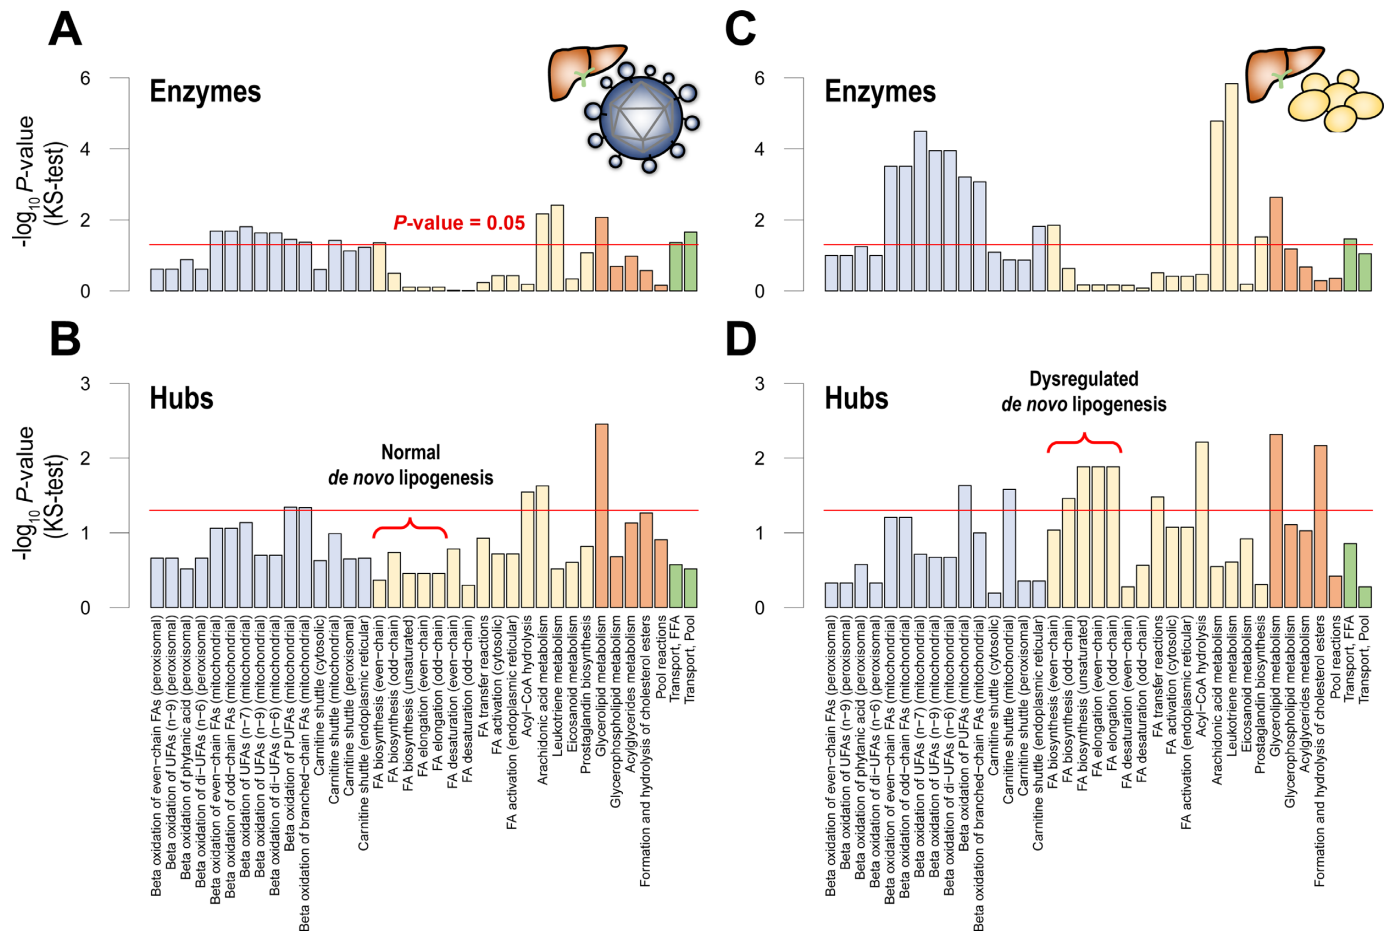 A
Enzymes
6
4
2
0
-log10 P-value
(KS-test)
P-value = 0.05
B
Hubs
3
2
1
0
-log10 P-value
(KS-test)
Normal
de novo lipogenesis
Beta oxidation of even−chain FAs (peroxisomal)
Beta oxidation of UFAs (n−9) (peroxisomal)
Beta oxidation of phytanic acid (peroxisomal)
Beta oxidation of di−UFAs (n−6) (peroxisomal)
Beta oxidation of even−chain FAs (mitochondrial)
Beta oxidation of odd−chain FAs (mitochondrial)
Beta oxidation of UFAs (n−7) (mitochondrial)
Beta oxidation of UFAs (n−9) (mitochondrial)
Beta oxidation of di−UFAs (n−6) (mitochondrial)
Beta oxidation of PUFAs (mitochondrial)
Beta oxidation of branched−chain FAs (mitochondrial)
Carnitine shuttle (cytosolic)
Carnitine shuttle (mitochondrial)
Carnitine shuttle (peroxisomal)
Carnitine shuttle (endoplasmic reticular)
FA biosynthesis (even−chain)
FA biosynthesis (odd−chain)
FA biosynthesis (unsaturated)
FA elongation (even−chain)
FA elongation (odd−chain)
FA desaturation (even−chain)
FA desaturation (odd−chain)
FA transfer reactions
FA activation (cytosolic)
FA activation (endoplasmic reticular)
Acyl−CoA hydrolysis
Arachidonic acid metabolism
Leukotriene metabolism
Eicosanoid metabolism
Prostaglandin biosynthesis
Glycerolipid metabolism
Glycerophospholipid metabolism
Acylglycerides metabolism
Formation and hydrolysis of cholesterol esters
Pool reactions
Transport, FFA
Transport, Pool
C
Enzymes
6
4
2
0
D
Hubs
3
2
1
0
Dysregulated
de novo lipogenesis
Beta oxidation of even−chain FAs (peroxisomal)
Beta oxidation of UFAs (n−9) (peroxisomal)
Beta oxidation of phytanic acid (peroxisomal)
Beta oxidation of di−UFAs (n−6) (peroxisomal)
Beta oxidation of even−chain FAs (mitochondrial)
Beta oxidation of odd−chain FAs (mitochondrial)
Beta oxidation of UFAs (n−7) (mitochondrial)
Beta oxidation of UFAs (n−9) (mitochondrial)
Beta oxidation of di−UFAs (n−6) (mitochondrial)
Beta oxidation of PUFAs (mitochondrial)
Beta oxidation of branched−chain FAs (mitochondrial)
Carnitine shuttle (cytosolic)
Carnitine shuttle (mitochondrial)
Carnitine shuttle (peroxisomal)
Carnitine shuttle (endoplasmic reticular)
FA biosynthesis (even−chain)
FA biosynthesis (odd−chain)
FA biosynthesis (unsaturated)
FA elongation (even−chain)
FA elongation (odd−chain)
FA desaturation (even−chain)
FA desaturation (odd−chain)
FA transfer reactions
FA activation (cytosolic)
FA activation (endoplasmic reticular)
Acyl−CoA hydrolysis
Arachidonic acid metabolism
Leukotriene metabolism
Eicosanoid metabolism
Prostaglandin biosynthesis
Glycerolipid metabolism
Glycerophospholipid metabolism
Acylglycerides metabolism
Formation and hydrolysis of cholesterol esters
Pool reactions
Transport, FFA
Transport, Pool